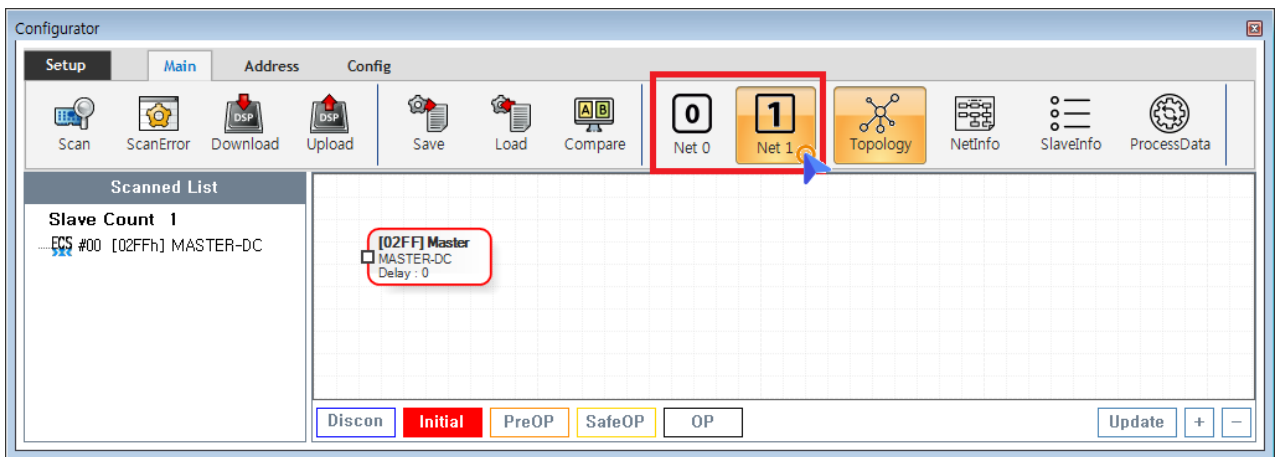 Configurator
Setup Main Address Config
DSP DSP A B 0 1
Scan ScanError Download Upload Save Load Compare Net 0 Net 1 Topology NetInfo SlaveInfo ProcessData
Scanned List
Slave Count 1
ECS #00 [02FFh] MASTER-DC
[02FF] Master
MASTER-DC
Delay : 0
Discon Initial PreOP SafeOP OP Update + −